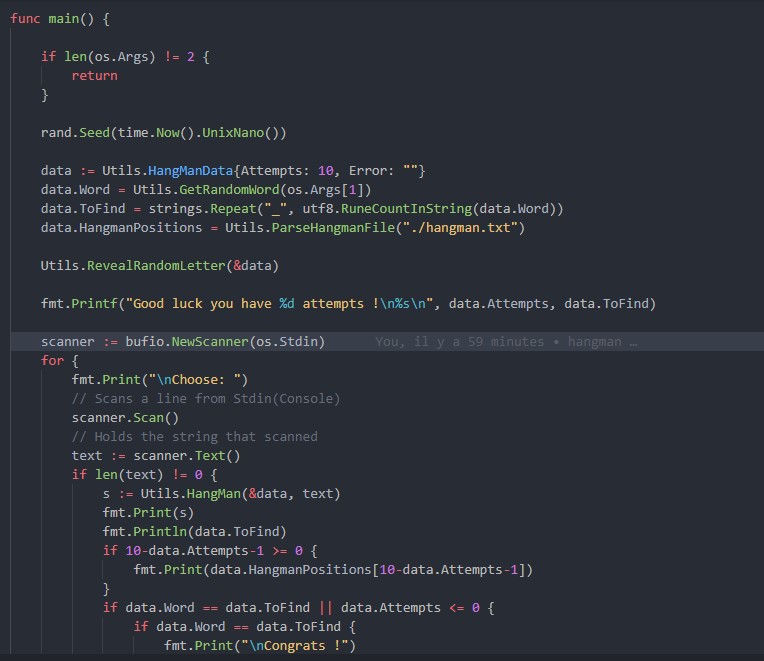 func main() {
if len(os.Args) != 2 {
return
}
rand.Seed(time.Now().UnixNano())
data := Utils.HangManData{Attempts: 10, Error: ""}
data.Word = Utils.GetRandomWord(os.Args[1])
data.ToFind = strings.Repeat("_", utf8.RuneCountInString(data.Word))
data.HangmanPositions = Utils.ParseHangmanFile("./hangman.txt")
Utils.RevealRandomLetter(&data)
fmt.Printf("Good luck you have %d attempts !\n%s\n", data.Attempts, data.ToFind)
scanner := bufio.NewScanner(os.Stdin) You, il y a 59 minutes • hangman …
for {
fmt.Print("\nChoose: ")
// Scans a line from Stdin(Console)
scanner.Scan()
// Holds the string that scanned
text := scanner.Text()
if len(text) != 0 {
s := Utils.HangMan(&data, text)
fmt.Print(s)
fmt.Println(data.ToFind)
if 10-data.Attempts-1 >= 0 {
fmt.Print(data.HangmanPositions[10-data.Attempts-1])
}
if data.Word == data.ToFind || data.Attempts <= 0 {
if data.Word == data.ToFind {
fmt.Print("\nCongrats !")